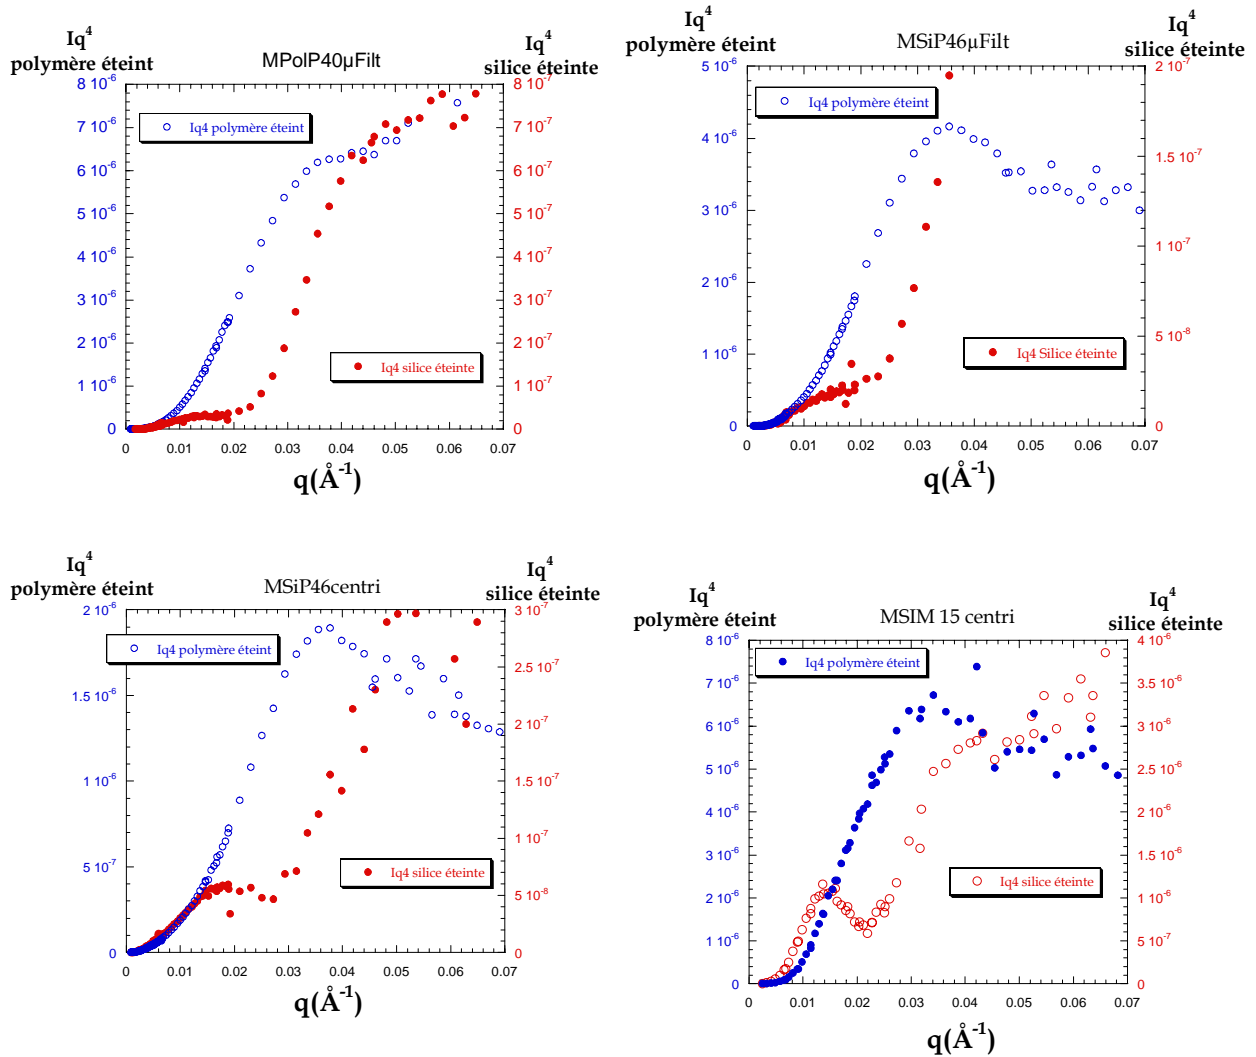 Iq⁴
polymère éteint
MPolPP40µFilt
Iq⁴
silice éteinte
8 10⁻⁶
7 10⁻⁶
6 10⁻⁶
5 10⁻⁶
4 10⁻⁶
3 10⁻⁶
2 10⁻⁶
1 10⁻⁶
0
Iq4 polymère éteint
Iq4 silice éteinte
8 10⁻⁷
7 10⁻⁷
6 10⁻⁷
5 10⁻⁷
4 10⁻⁷
3 10⁻⁷
2 10⁻⁷
1 10⁻⁷
0
0 0.01 0.02 0.03 0.04 0.05 0.06 0.07
q(Å⁻¹)
Iq⁴
polymère éteint
MSiP46µFilt
Iq⁴
silice éteinte
5 10⁻⁶
4 10⁻⁶
3 10⁻⁶
2 10⁻⁶
1 10⁻⁶
0
Iq4 polymère éteint
Iq4 Silice éteinte
2 10⁻⁷
1.5 10⁻⁷
1 10⁻⁷
5 10⁻⁸
0
0 0.01 0.02 0.03 0.04 0.05 0.06 0.07
q(Å⁻¹)
Iq⁴
polymère éteint
MSiP46centri
Iq⁴
silice éteinte
2 10⁻⁶
1.5 10⁻⁶
1 10⁻⁶
5 10⁻⁷
0
Iq4 polymère éteint
Iq4 silice éteinte
3 10⁻⁷
2.5 10⁻⁷
2 10⁻⁷
1.5 10⁻⁷
1 10⁻⁷
5 10⁻⁸
0
0 0.01 0.02 0.03 0.04 0.05 0.06 0.07
q(Å⁻¹)
Iq⁴
polymère éteint
MSIM 15 centri
Iq⁴
silice éteinte
8 10⁻⁶
7 10⁻⁶
6 10⁻⁶
5 10⁻⁶
4 10⁻⁶
3 10⁻⁶
2 10⁻⁶
1 10⁻⁶
0
Iq4 polymère éteint
Iq4 silice éteinte
4 10⁻⁶
3.5 10⁻⁶
3 10⁻⁶
2.5 10⁻⁶
2 10⁻⁶
1.5 10⁻⁶
1 10⁻⁶
5 10⁻⁷
0
0 0.01 0.02 0.03 0.04 0.05 0.06 0.07
q(Å⁻¹)